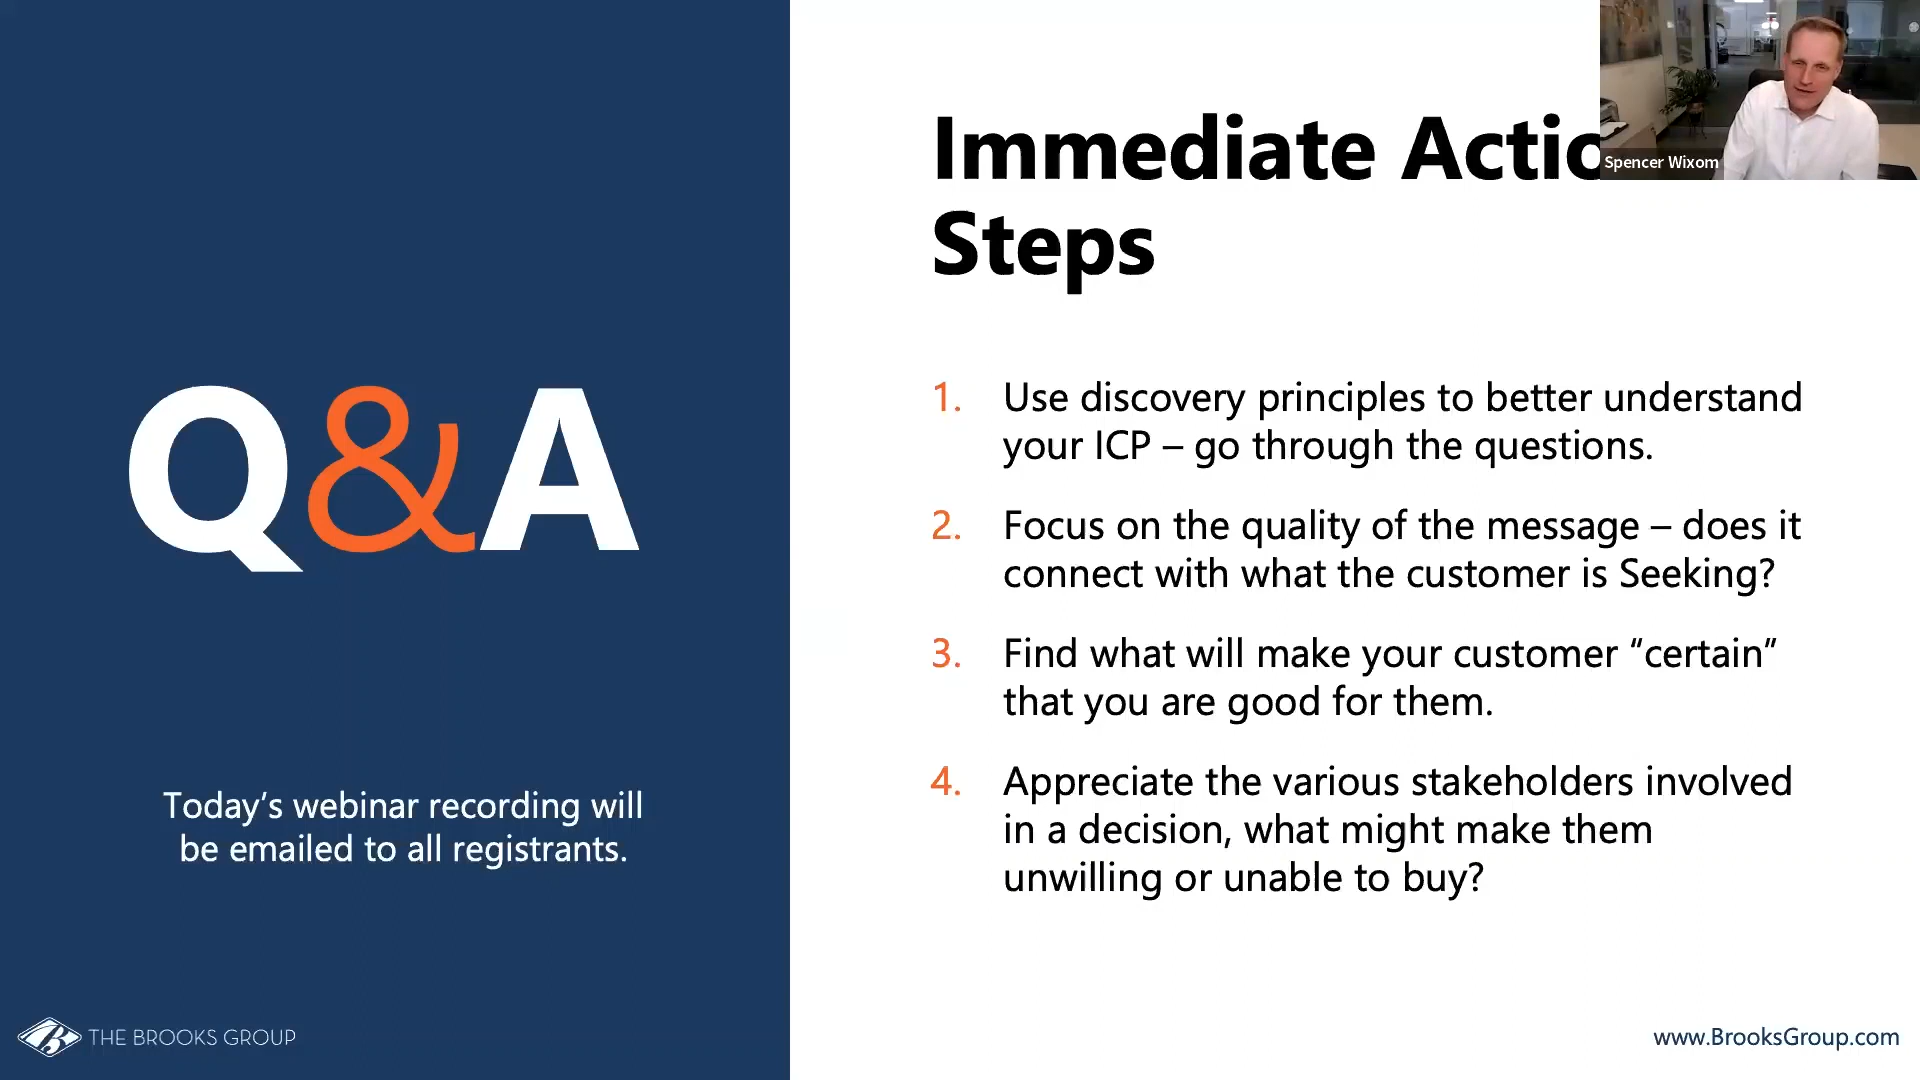 Immediate Actio
Steps
Spencer Wixom
Q&A
Today’s webinar recording will
be emailed to all registrants.
1. Use discovery principles to better understand
your ICP – go through the questions.
2. Focus on the quality of the message – does it
connect with what the customer is Seeking?
3. Find what will make your customer “certain”
that you are good for them.
4. Appreciate the various stakeholders involved
in a decision, what might make them
unwilling or unable to buy?
THE BROOKS GROUP
www.BrooksGroup.com